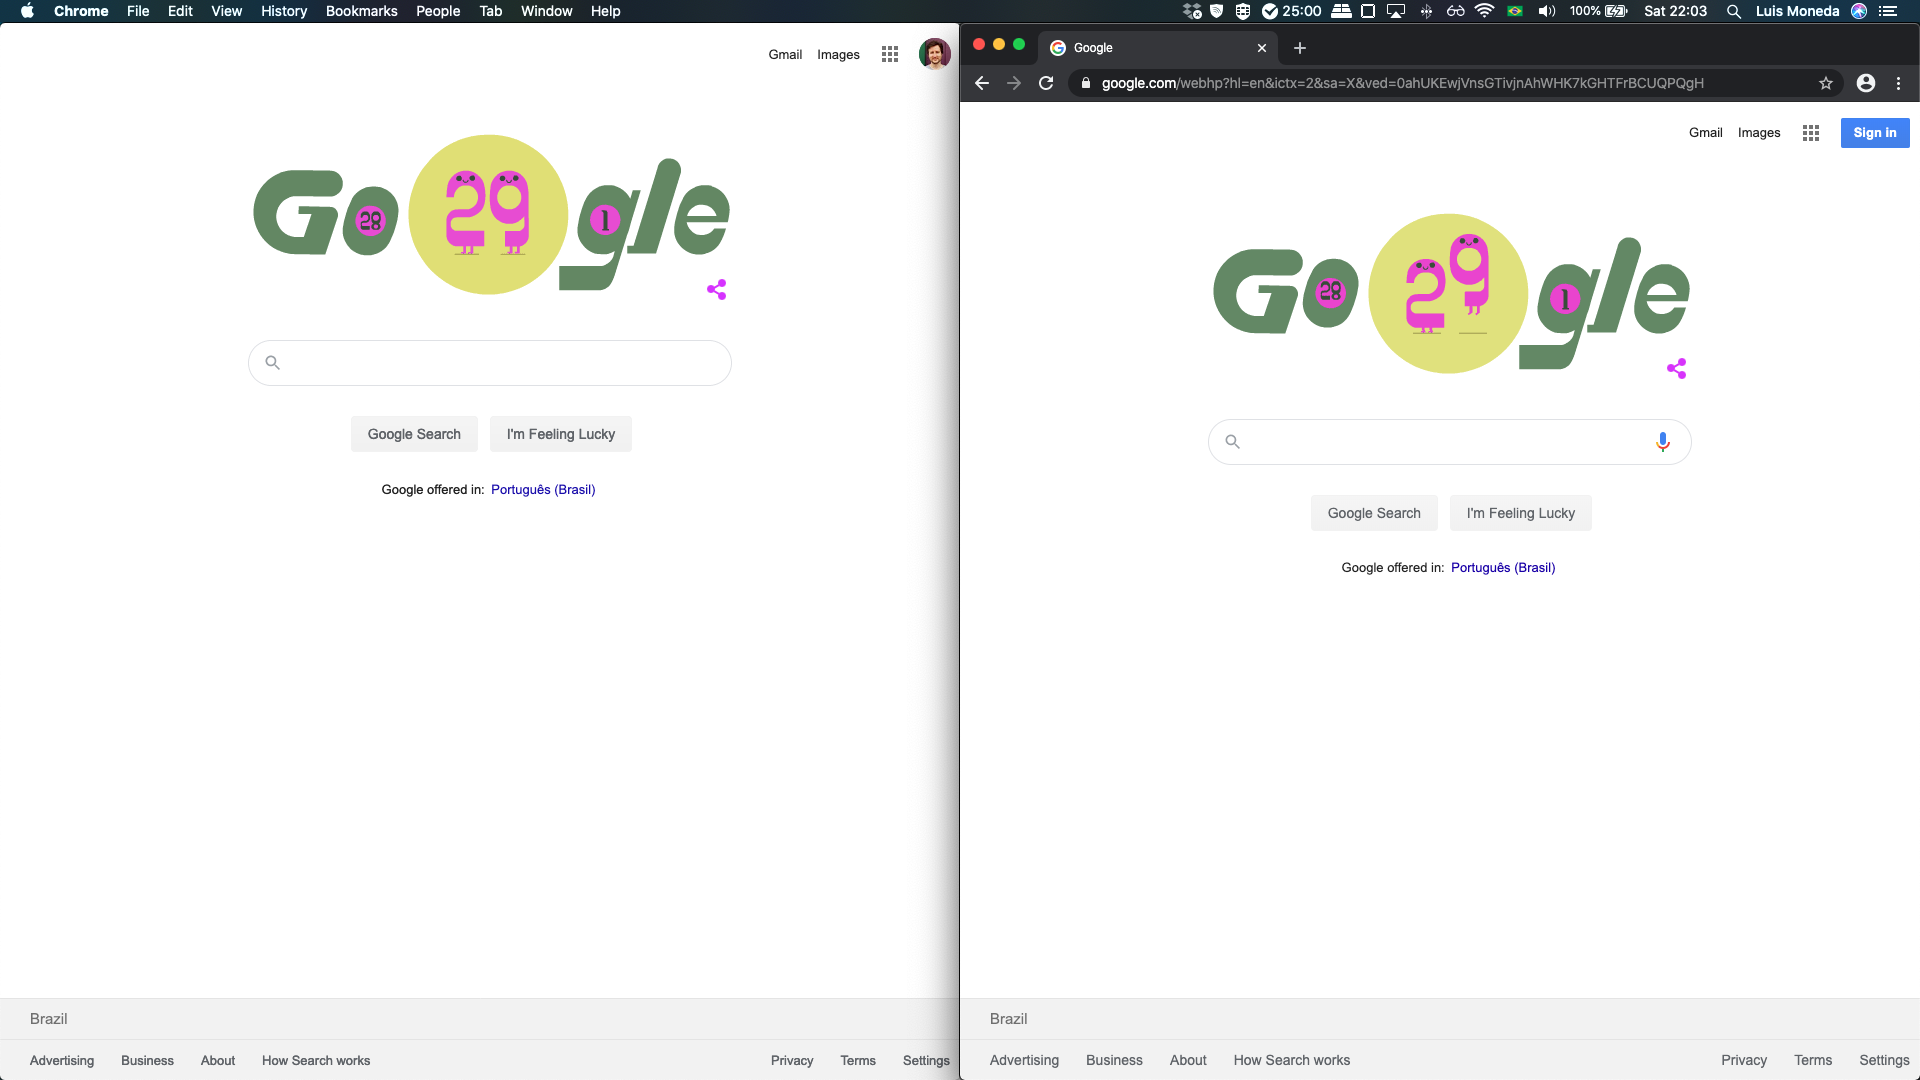 Chrome File Edit View History Bookmarks People Tab Window Help 25:00 100% Sat 22:03 Luis Moneda
Gmail Images
Go 28 29 gle 1
Google Search I'm Feeling Lucky
Google offered in: Português (Brasil)
Brazil
Advertising Business About How Search works Privacy Terms Settings
Google
google.com/webhp?hl=en&ictx=2&sa=X&ved=0ahUKEwjVnsGTivjnAhWHK7kGHTFrBCUQPQgH
Gmail Images Sign in
Go 28 29 gle 1
Google Search I'm Feeling Lucky
Google offered in: Português (Brasil)
Brazil
Advertising Business About How Search works Privacy Terms Settings